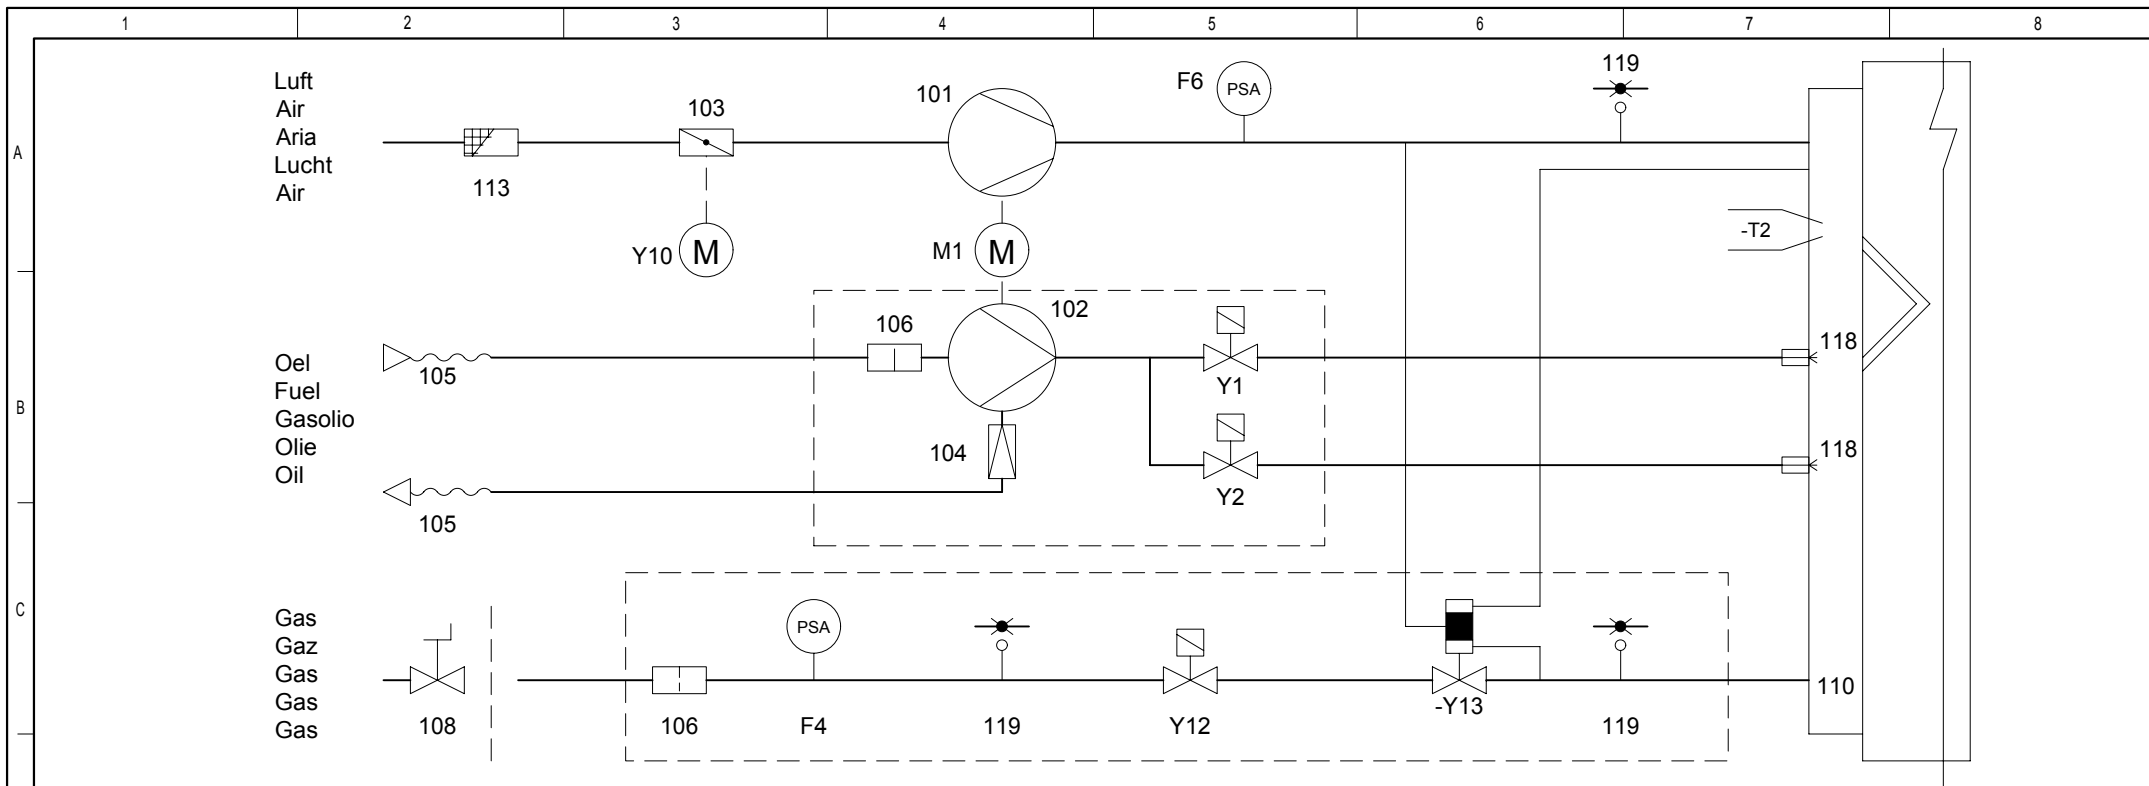 1 2 3 4 5 6 7 8
A
B
C
Luft
Air
Aria
Lucht
Air
113
103
Y10
M
101
M1
M
F6
PSA
119
-T2
Oel
Fuel
Gasolio
Olie
Oil
105
105
106
102
104
Y1
Y2
118
118
Gas
Gaz
Gas
Gas
Gas
108
106
PSA
F4
119
Y12
-Y13
119
110